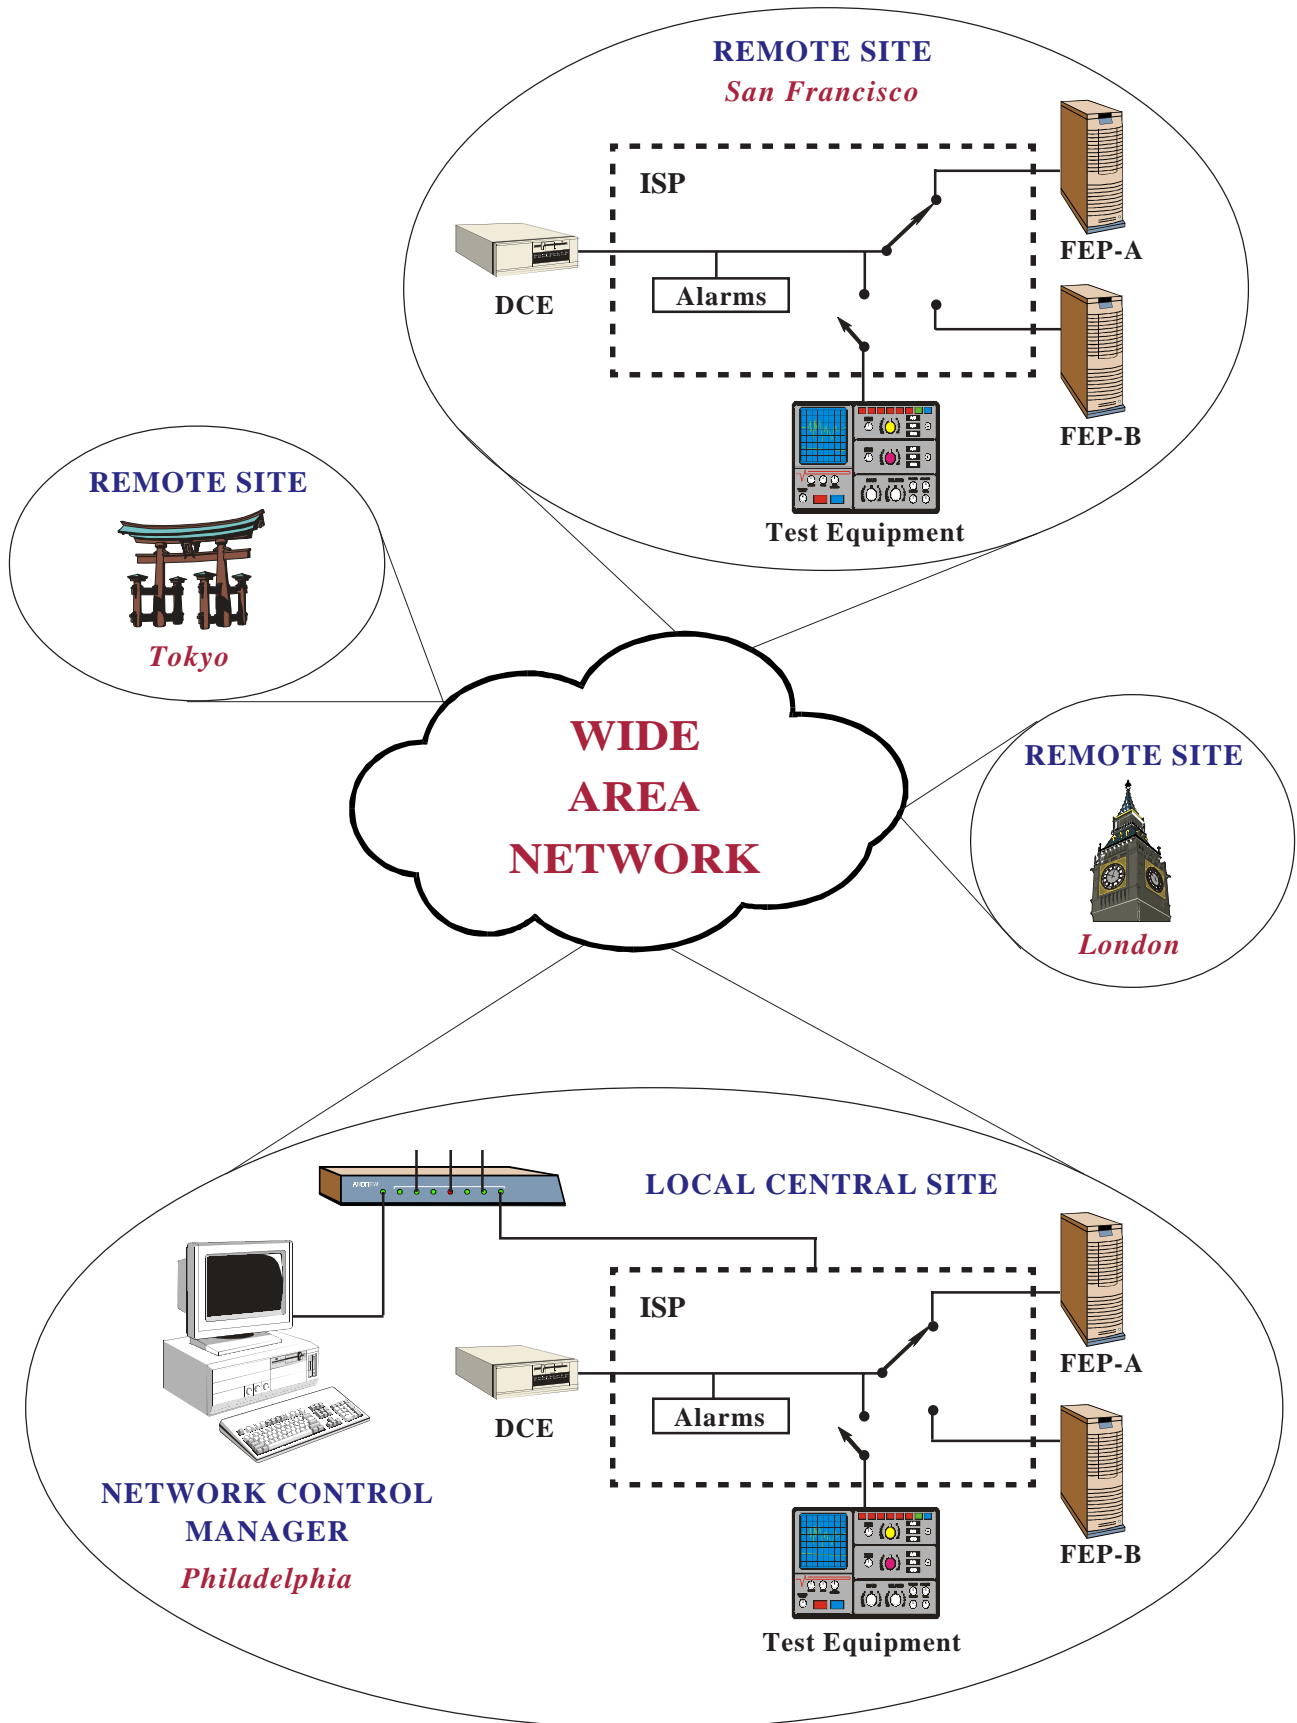 REMOTE SITE
San Francisco
ISP
FEP-A
DCE
Alarms
FEP-B
Test Equipment
REMOTE SITE
Tokyo
WIDE
AREA
NETWORK
REMOTE SITE
London
LOCAL CENTRAL SITE
ISP
FEP-A
DCE
Alarms
NETWORK CONTROL
MANAGER
Philadelphia
FEP-B
Test Equipment